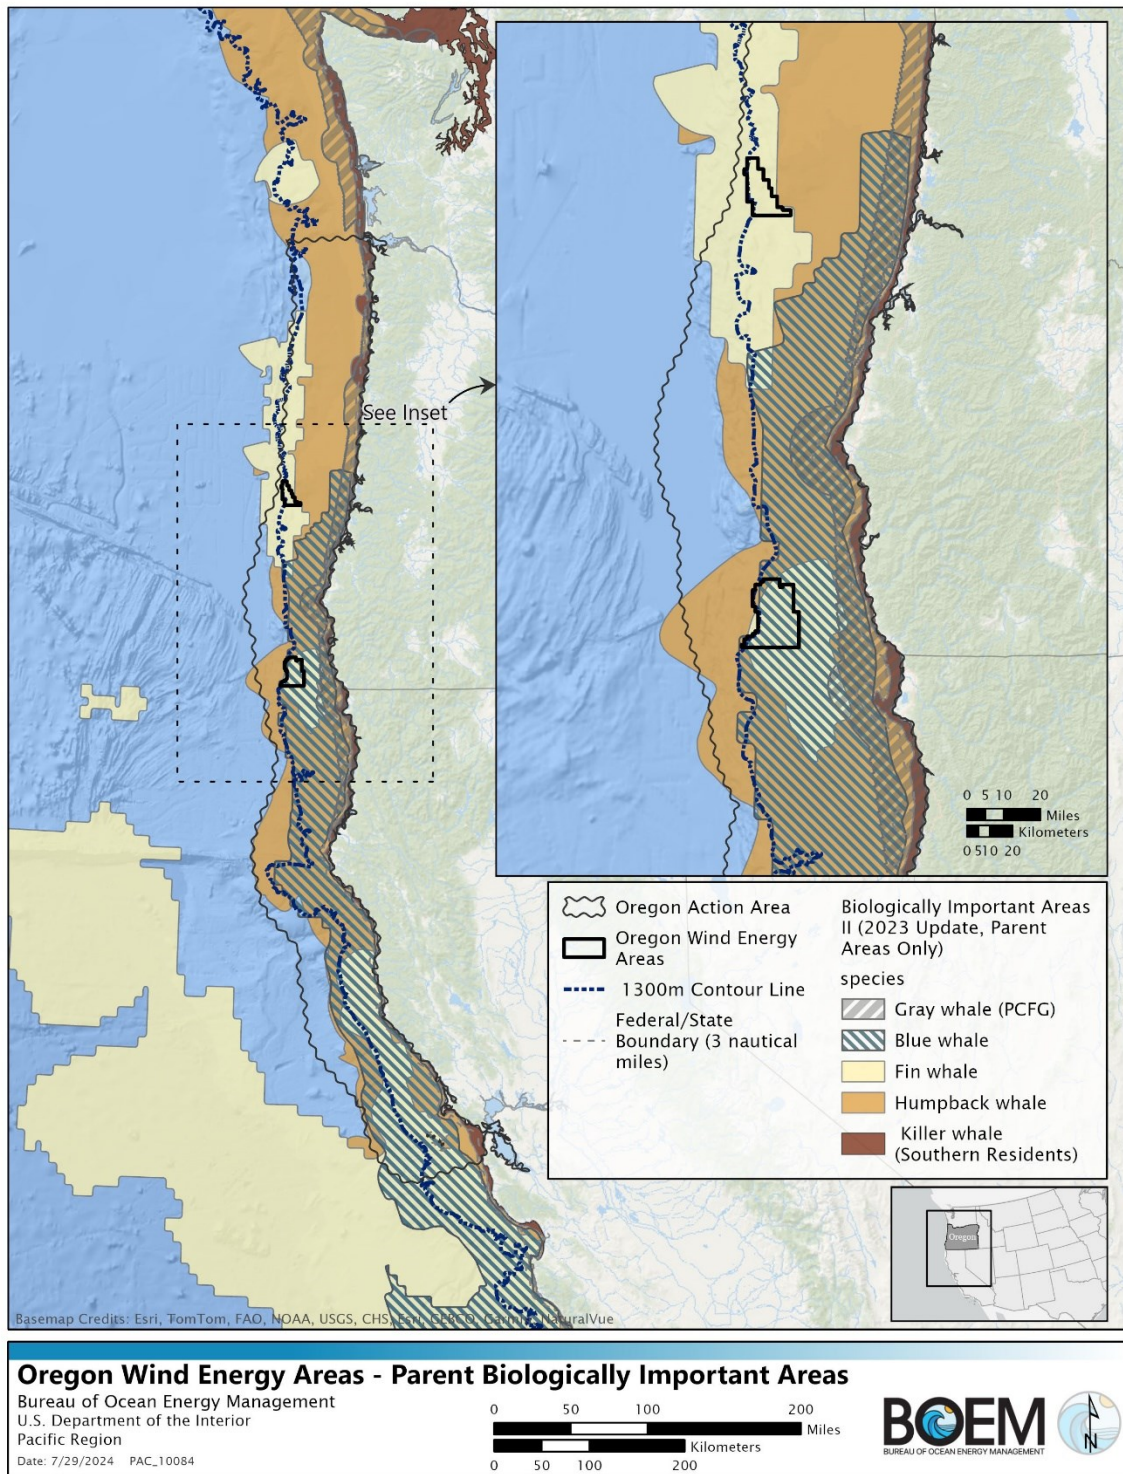 See Inset
0 5 10 20
Miles
Kilometers
0 5 10 20
Oregon Action Area
Oregon Wind Energy
Areas
1300m Contour Line
Federal/State
Boundary (3 nautical
miles)
Biologically Important Areas
II (2023 Update, Parent
Areas Only)
species
Gray whale (PCFG)
Blue whale
Fin whale
Humpback whale
Killer whale
(Southern Residents)
Oregon
Basemap Credits: Esri, TomTom, FAO, NOAA, USGS, CHS, Esri, GEBCO, Garmin, NaturalVue
Oregon Wind Energy Areas - Parent Biologically Important Areas
Bureau of Ocean Energy Management
U.S. Department of the Interior
Pacific Region
Date: 7/29/2024 PAC_10084
0 50 100 200
Miles
Kilometers
0 50 100 200
BOEM
BUREAU OF OCEAN ENERGY MANAGEMENT
N